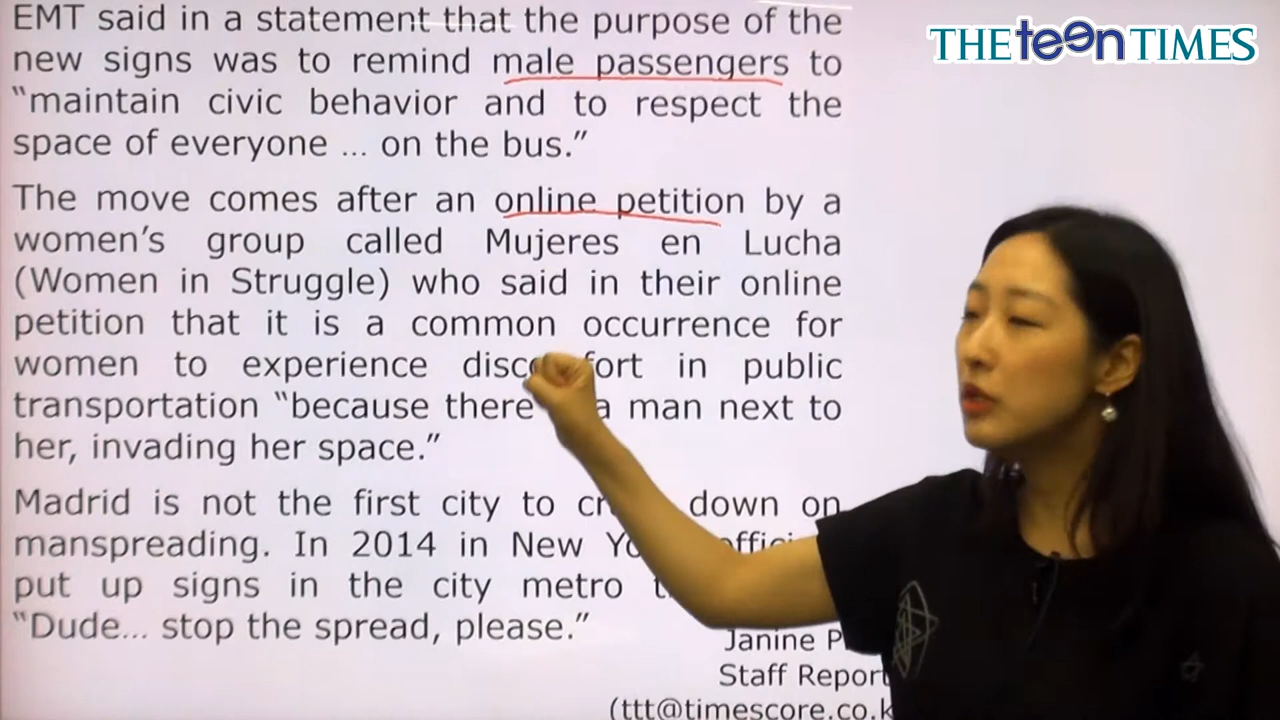 THE teen TIMES
EMT said in a statement that the purpose of the
new signs was to remind male passengers to
“maintain civic behavior and to respect the
space of everyone ... on the bus.”
The move comes after an online petition by a
women’s group called Mujeres en Lucha
(Women in Struggle) who said in their online
petition that it is a common occurrence for
women to experience in public
transportation “because there a man next to
her, invading her space.”
Madrid is not the first city to down on
manspreading. In 2014 in New
put up signs in the city metro
“Dude... stop the spread, please.”
Janine
Staff
(ttt@timescore.co.k